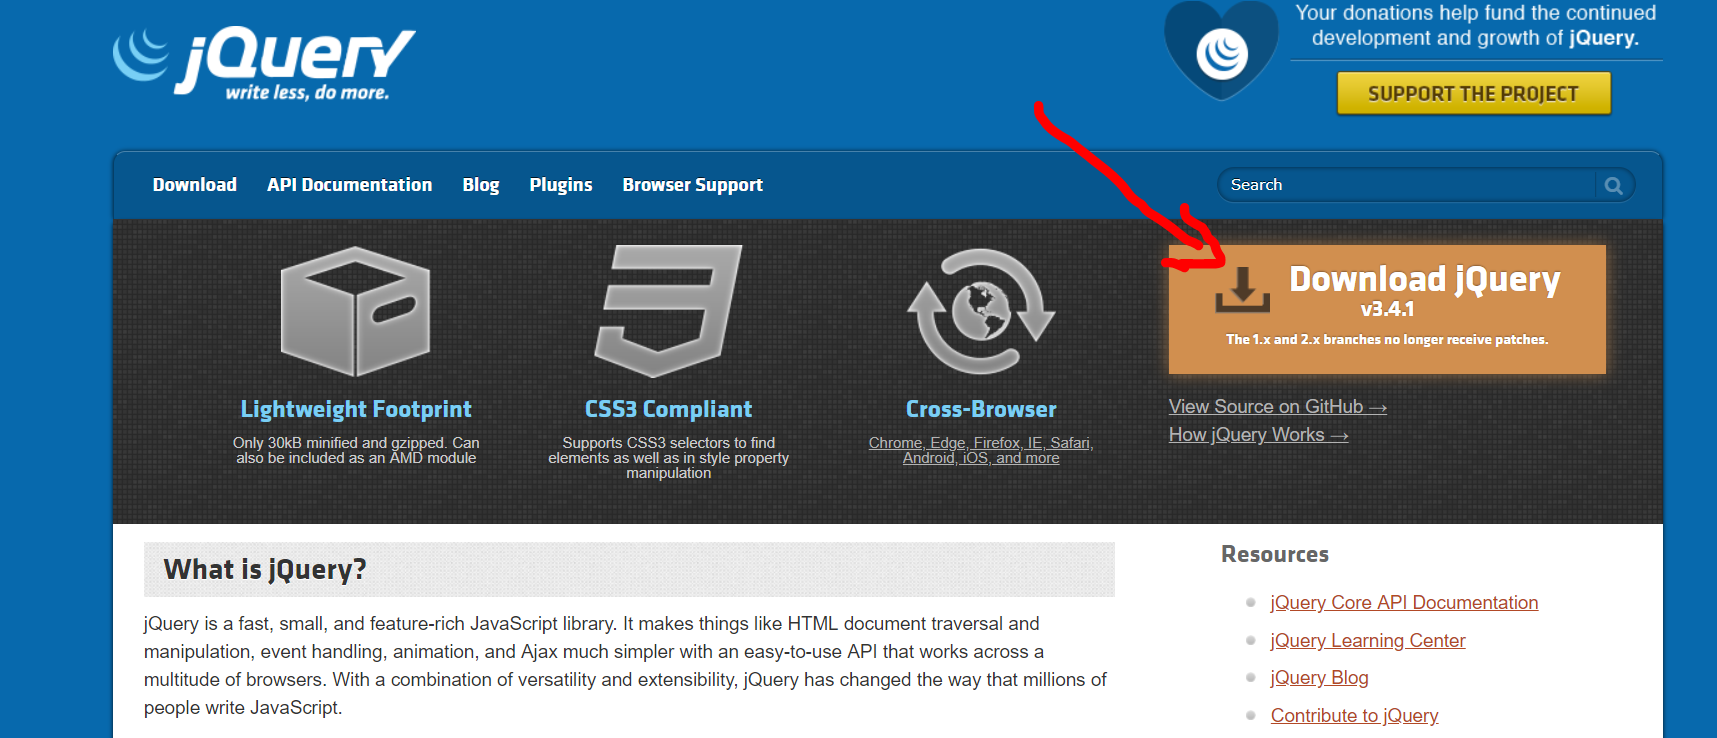 jQuery
write less, do more.
Your donations help fund the continued
development and growth of jQuery.
SUPPORT THE PROJECT
Download API Documentation Blog Plugins Browser Support
Search
Lightweight Footprint
Only 30kB minified and gzipped. Can
also be included as an AMD module
CSS3 Compliant
Supports CSS3 selectors to find
elements as well as in style property
manipulation
Cross-Browser
Chrome, Edge, Firefox, IE, Safari,
Android, iOS, and more
Download jQuery
v3.4.1
The 1.x and 2.x branches no longer receive patches.
View Source on GitHub →
How jQuery Works →
What is jQuery?
jQuery is a fast, small, and feature-rich JavaScript library. It makes things like HTML document traversal and
manipulation, event handling, animation, and Ajax much simpler with an easy-to-use API that works across a
multitude of browsers. With a combination of versatility and extensibility, jQuery has changed the way that millions of
people write JavaScript.
Resources
jQuery Core API Documentation
jQuery Learning Center
jQuery Blog
Contribute to jQuery